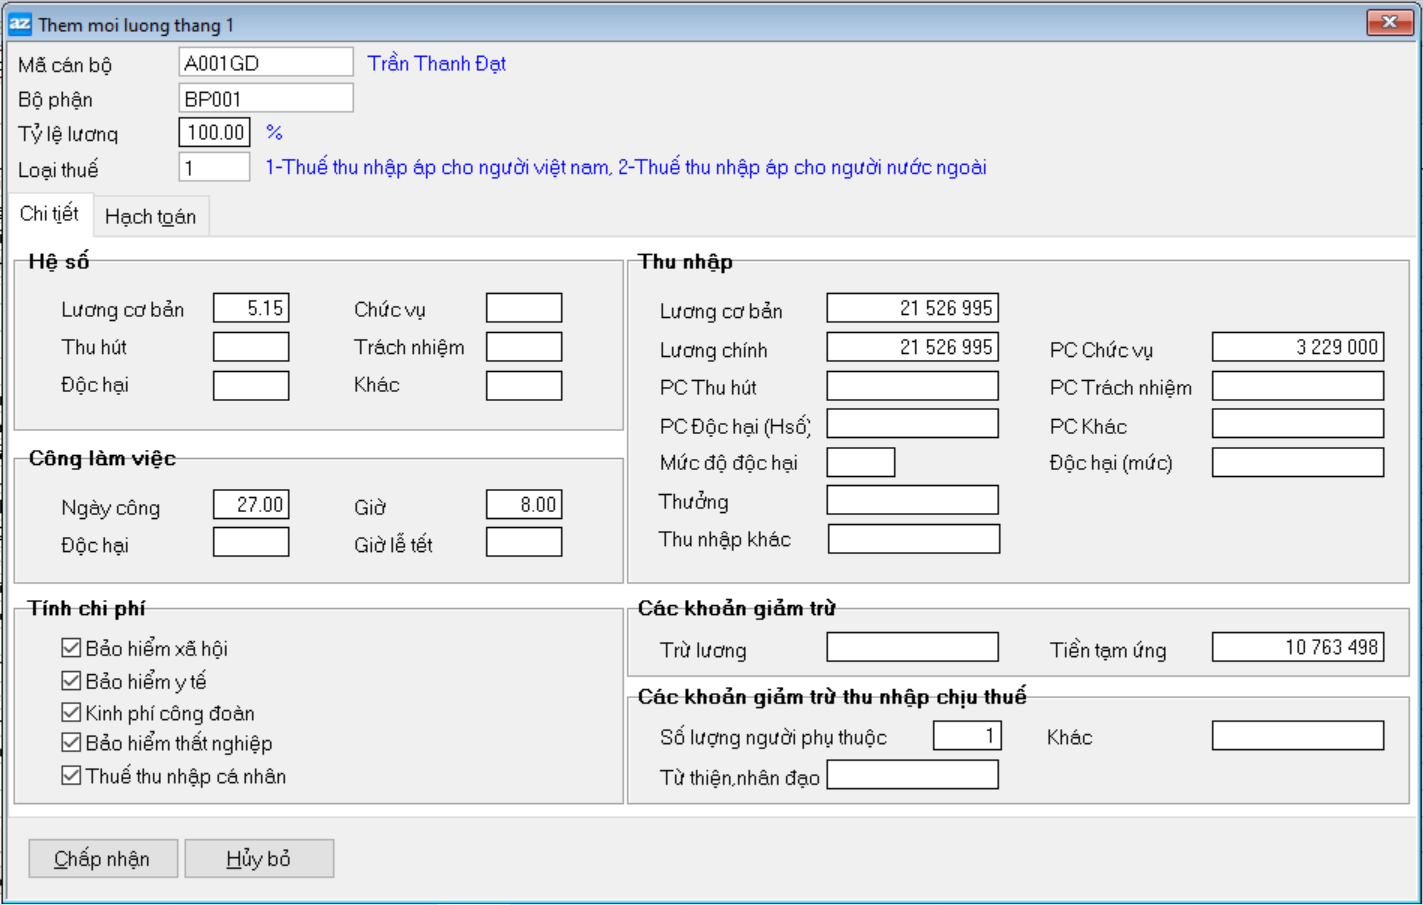 az Them moi luong thang 1
Mã cán bộ A001GD Trần Thanh Đạt
Bộ phận BP001
Tỷ lệ lương 100.00 %
Loại thuế 1 1-Thuế thu nhập áp cho người việt nam, 2-Thuế thu nhập áp cho người nước ngoài
Chi tiết Hạch toán
Hệ số
Lương cơ bản 5.15 Chức vụ
Thu hút Trách nhiệm
Độc hại Khác
Công làm việc
Ngày công 27.00 Giờ 8.00
Độc hại Giờ lễ tết
Thu nhập
Lương cơ bản 21 526 995
Lương chính 21 526 995 PC Chức vụ 3 229 000
PC Thu hút PC Trách nhiệm
PC Độc hại (Hsố) PC Khác
Mức độ độc hại Độc hại (mức)
Thưởng
Thu nhập khác
Tính chi phí
Bảo hiểm xã hội
Bảo hiểm y tế
Kinh phí công đoàn
Bảo hiểm thất nghiệp
Thuế thu nhập cá nhân
Các khoản giảm trừ
Trừ lương Tiền tạm ứng 10 763 498
Các khoản giảm trừ thu nhập chịu thuế
Số lượng người phụ thuộc 1 Khác
Từ thiện,nhân đạo
Chấp nhận Hủy bỏ